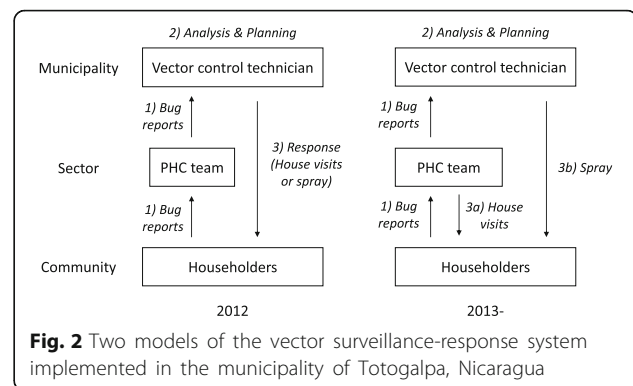 2) Analysis & Planning
2) Analysis & Planning
Municipality
Vector control technician
Vector control technician
1) Bug
reports
1) Bug
reports
3) Response
(House visits
or spray)
Sector
PHC team
PHC team
3b) Spray
1) Bug
reports
1) Bug
reports
3a) House
visits
Community
Householders
Householders
2012
2013-
Fig. 2 Two models of the vector surveillance-response system
implemented in the municipality of Totogalpa, Nicaragua